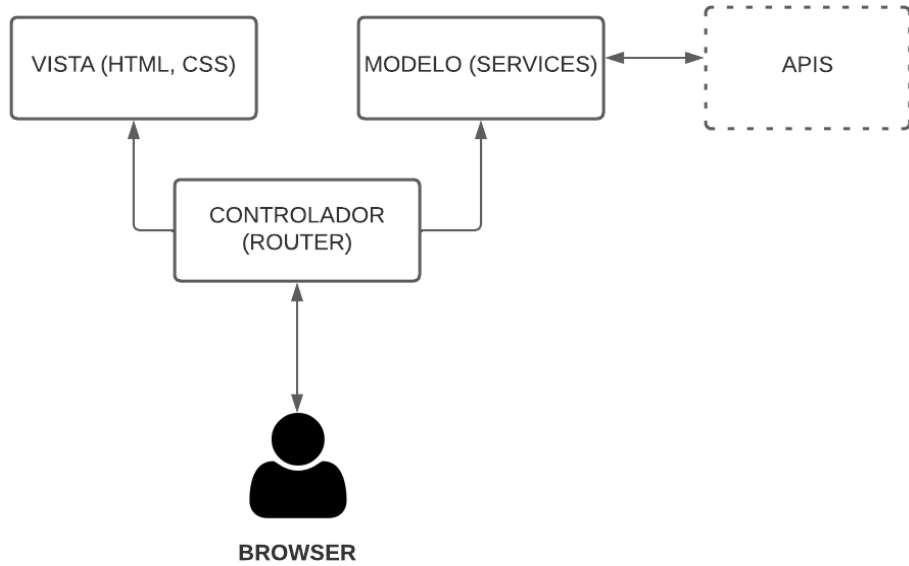 VISTA (HTML, CSS)
MODELO (SERVICES)
APIS
CONTROLADOR
(ROUTER)
BROWSER